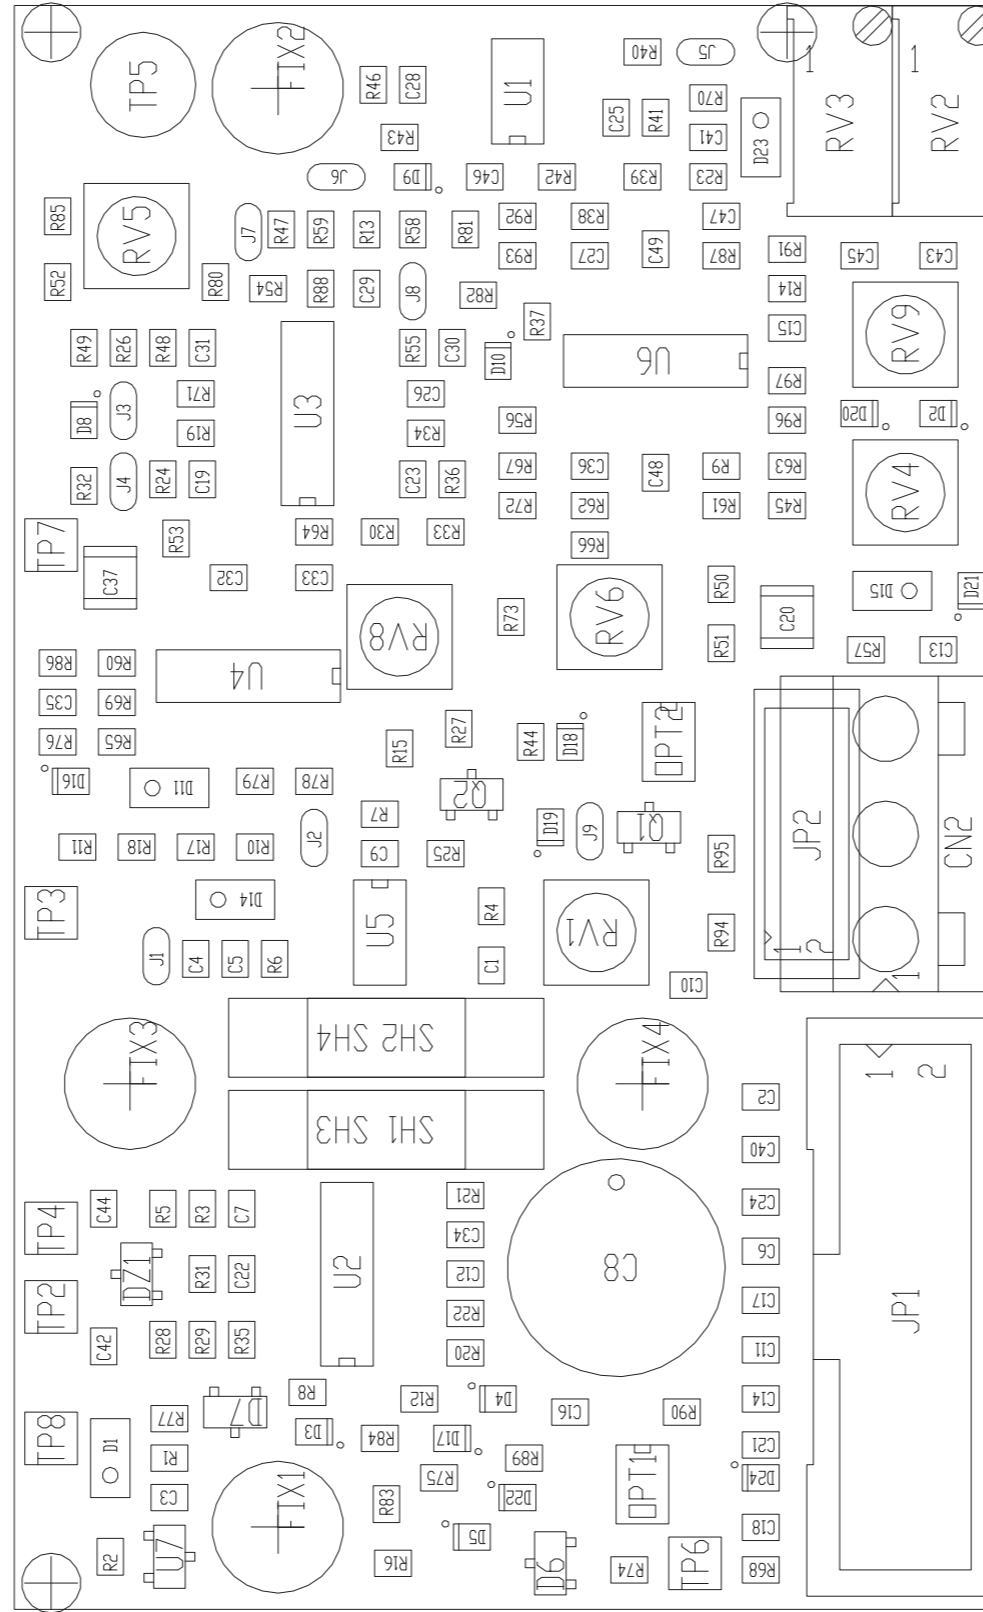 TP5
FIX2
U1
R40
J5
1
RV3
1
RV2
R46
C28
R70
C25
R41
D23
R43
C41
J6
D9
C46
R42
R39
R23
R85
RV5
J7
R47
R59
R13
R58
R81
R92
R38
C47
C49
R93
C27
R87
R91
C45
C43
R52
R80
R54
R88
C29
J8
R82
R14
R37
C15
RV9
R49
R26
R48
C31
U3
R55
C30
D10
U6
R97
R71
C26
D8
J3
R56
R96
D20
D2
R19
R34
R32
J4
R24
C19
C23
R36
R67
C36
C48
R9
R63
RV4
R72
R62
R61
R45
TP7
R53
R64
R30
R33
R66
C37
C32
C33
RV8
R73
RV6
R50
C20
D15
D21
R51
R57
C13
R86
R60
U4
C35
R69
R76
R65
R15
R27
R44
D18
OPT2
D16
D11
R79
R78
Q2
R7
J2
D19
J9
Q1
JP2
CN2
R11
R18
R17
R10
C9
R25
R95
TP3
D14
U5
R4
RV1
R94
1
2
J1
C4
C5
R6
C1
C10
1
SH2 SH4
FIX3
FIX4
1
2
C2
SH1 SH3
C40
C44
R5
R3
C7
R21
C24
TP4
C34
C6
DZ1
R31
C22
U2
C12
C8
TP2
R22
C17
JP1
C42
R28
R29
R35
R20
C11
R8
R12
D4
C16
R90
C14
TP8
D1
R77
D7
D3
R84
D17
C21
R1
R89
R75
D24
C3
FIX1
R83
D22
OPT1
C18
R2
U7
R16
D5
D6
R74
TP6
R68